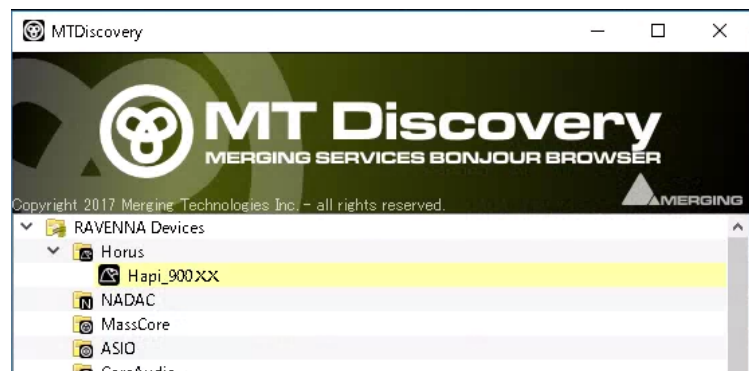 MTDiscovery
MT Discovery
MERGING SERVICES BONJOUR BROWSER
Copyright 2017 Merging Technologies Inc. - all rights reserved.
MERGING
RAVENNA Devices
Horus
Hapi_900XX
NADAC
MassCore
ASIO
CoreAudio